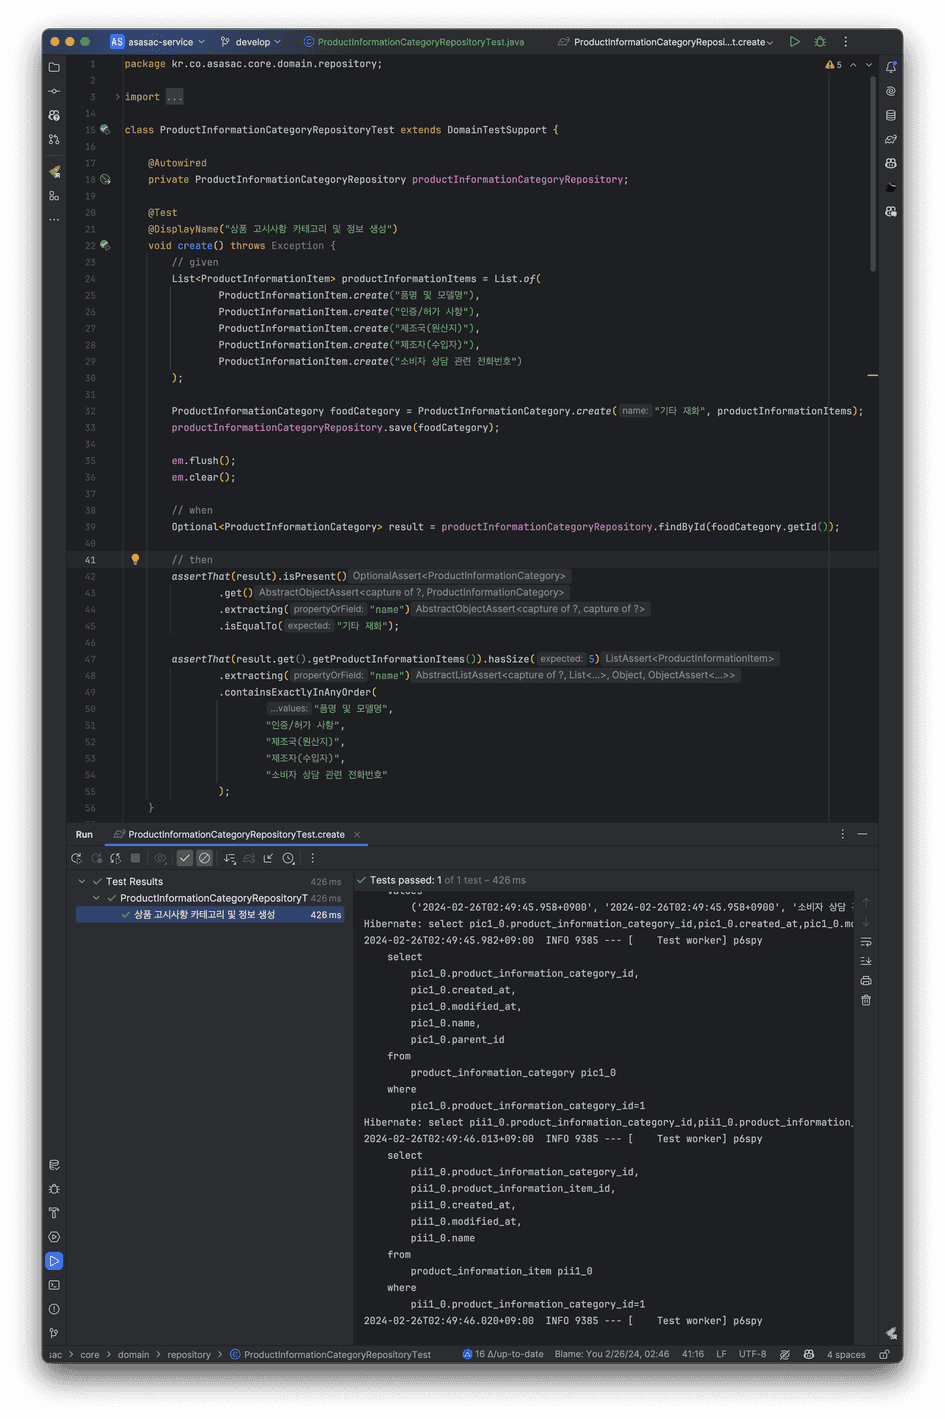 AS asasac-service develop ProductInformationCategoryRepositoryTest.java ProductInformationCategoryReposi...t.create
1 package kr.co.asasac.core.domain.repository; 5
2
3 import ...
14
15 class ProductInformationCategoryRepositoryTest extends DomainTestSupport {
16
17 @Autowired
18 private ProductInformationCategoryRepository productInformationCategoryRepository;
19
20 @Test
21 @DisplayName("상품 고시사항 카테고리 및 정보 생성")
22 void create() throws Exception {
23 // given
24 List<ProductInformationItem> productInformationItems = List.of(
25 ProductInformationItem.create("품명 및 모델명"),
26 ProductInformationItem.create("인증/허가 사항"),
27 ProductInformationItem.create("제조국(원산지)"),
28 ProductInformationItem.create("제조자(수입자)"),
29 ProductInformationItem.create("소비자 상담 관련 전화번호")
30 );
31
32 ProductInformationCategory foodCategory = ProductInformationCategory.create( name: "기타 재화", productInformationItems);
33 productInformationCategoryRepository.save(foodCategory);
34
35 em.flush();
36 em.clear();
37
38 // when
39 Optional<ProductInformationCategory> result = productInformationCategoryRepository.findById(foodCategory.getId());
40
41 // then
42 assertThat(result).isPresent() OptionalAssert<ProductInformationCategory>
43 .get() AbstractObjectAssert<capture of ?, ProductInformationCategory>
44 .extracting( propertyOrField: "name") AbstractObjectAssert<capture of ?, capture of ?>
45 .isEqualTo( expected: "기타 재화");
46
47 assertThat(result.get().getProductInformationItems()).hasSize( expected: 5) ListAssert<ProductInformationItem>
48 .extracting( propertyOrField: "name") AbstractListAssert<capture of ?, List<...>, Object, ObjectAssert<...>>
49 .containsExactlyInAnyOrder(
50 ...values: "품명 및 모델명",
51 "인증/허가 사항",
52 "제조국(원산지)",
53 "제조자(수입자)",
54 "소비자 상담 관련 전화번호"
55 );
56 }
Run ProductInformationCategoryRepositoryTest.create
Test Results 426 ms
ProductInformationCategoryRepositoryT 426 ms
상품 고시사항 카테고리 및 정보 생성 426 ms
Tests passed: 1 of 1 test – 426 ms
values
('2024-02-26T02:49:45.958+0900', '2024-02-26T02:49:45.958+0900', '소비자 상담
Hibernate: select pic1_0.product_information_category_id,pic1_0.created_at,pic1_0.mo
2024-02-26T02:49:45.982+09:00 INFO 9385 --- [ Test worker] p6spy
select
pic1_0.product_information_category_id,
pic1_0.created_at,
pic1_0.modified_at,
pic1_0.name,
pic1_0.parent_id
from
product_information_category pic1_0
where
pic1_0.product_information_category_id=1
Hibernate: select pii1_0.product_information_category_id,pii1_0.product_information_
2024-02-26T02:49:46.013+09:00 INFO 9385 --- [ Test worker] p6spy
select
pii1_0.product_information_category_id,
pii1_0.product_information_item_id,
pii1_0.created_at,
pii1_0.modified_at,
pii1_0.name
from
product_information_item pii1_0
where
pii1_0.product_information_category_id=1
2024-02-26T02:49:46.020+09:00 INFO 9385 --- [ Test worker] p6spy
sac > core > domain > repository > ProductInformationCategoryRepositoryTest 16 Δ/up-to-date Blame: You 2/26/24, 02:46 41:16 LF UTF-8 4 spaces